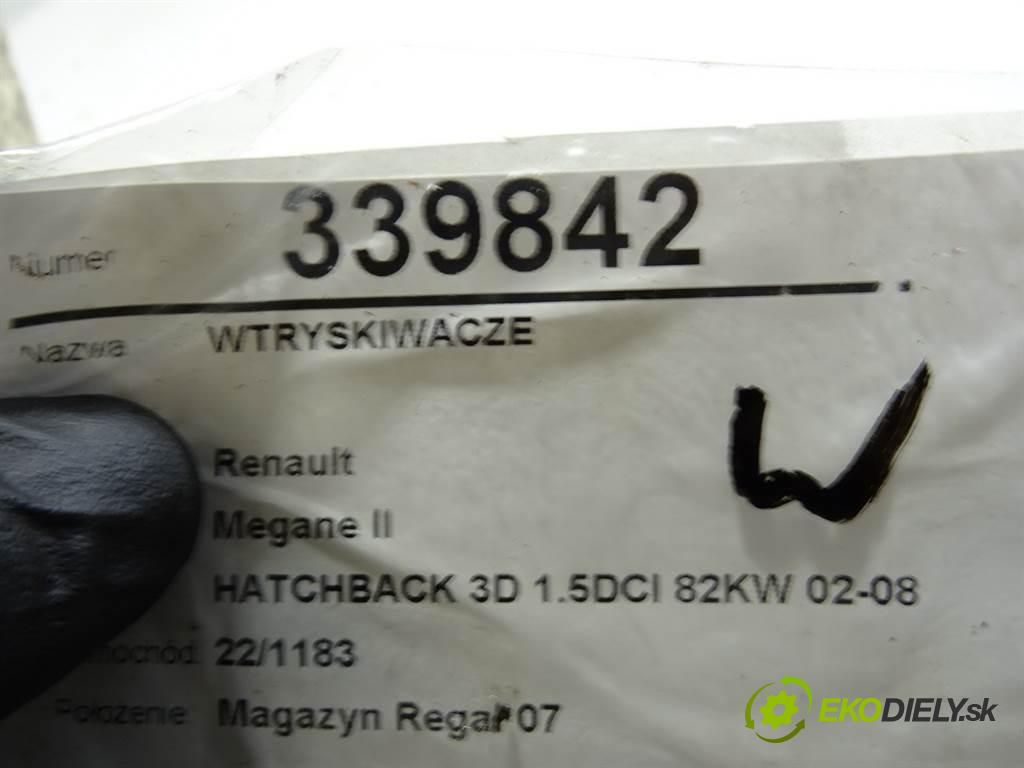 Numer 339842
Nazwa WTRYSKIWACZE
W
Renault
Megane II
HATCHBACK 3D 1.5DCI 82KW 02-08
22/1183
Położenie Magazyn Regał 07
EKODIELY.sk